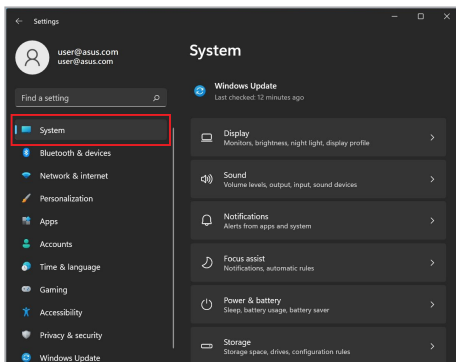 Settings
user@asus.com
user@asus.com
Find a setting
System
Bluetooth & devices
Network & internet
Personalization
Apps
Accounts
Time & language
Gaming
Accessibility
Privacy & security
Windows Update
System
Windows Update
Last checked: 12 minutes ago
Display
Monitors, brightness, night light, display profile
Sound
Volume levels, output, input, sound devices
Notifications
Alerts from apps and system
Focus assist
Notifications, automatic rules
Power & battery
Sleep, battery usage, battery saver
Storage
Storage space, drives, configuration rules